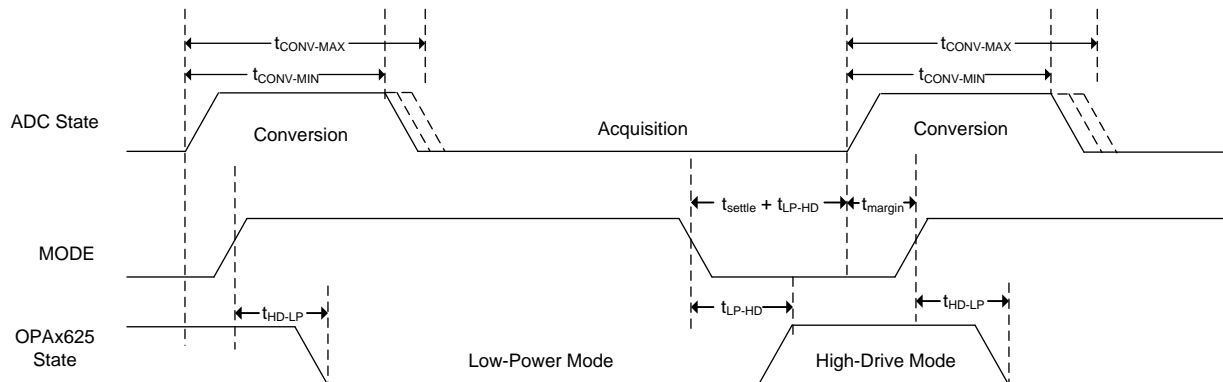 tCONV-MAX
tCONV-MAX
tCONV-MIN
tCONV-MIN
ADC State
Conversion
Acquisition
Conversion
tsettle + tLP-HD
tmargin
MODE
tHD-LP
tLP-HD
tHD-LP
OPAx625
State
Low-Power Mode
High-Drive Mode